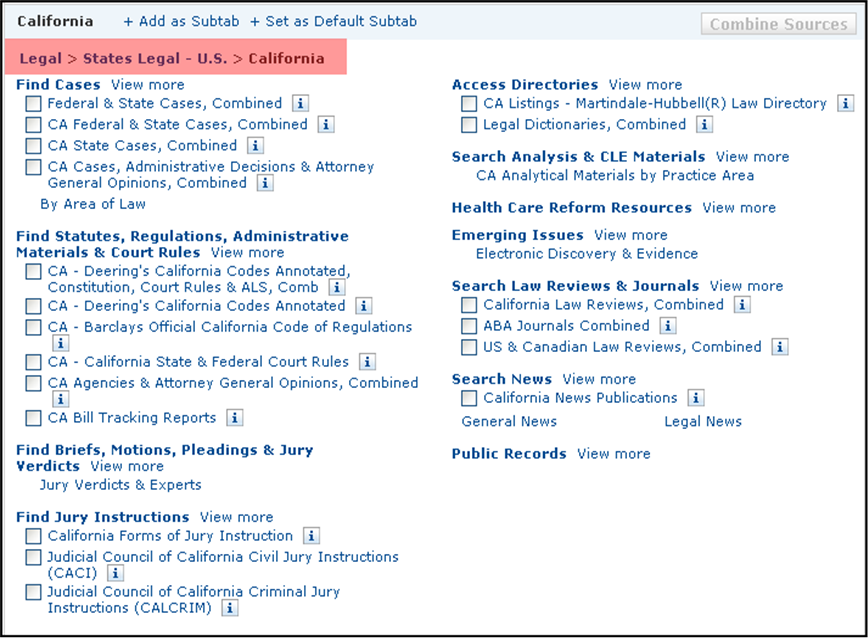 California + Add as Subtab + Set as Default Subtab
Combine Sources
Legal > States Legal - U.S. > California
Find Cases View more
Federal & State Cases, Combined i
CA Federal & State Cases, Combined i
CA State Cases, Combined i
CA Cases, Administrative Decisions & Attorney
General Opinions, Combined i
By Area of Law
Find Statutes, Regulations, Administrative
Materials & Court Rules View more
CA - Deering's California Codes Annotated,
Constitution, Court Rules & ALS, Comb i
CA - Deering's California Codes Annotated i
CA - Barclays Official California Code of Regulations
i
CA - California State & Federal Court Rules i
CA Agencies & Attorney General Opinions, Combined
i
CA Bill Tracking Reports i
Find Briefs, Motions, Pleadings & Jury
Verdicts View more
Jury Verdicts & Experts
Find Jury Instructions View more
California Forms of Jury Instruction i
Judicial Council of California Civil Jury Instructions
(CACI) i
Judicial Council of California Criminal Jury
Instructions (CALCRIM) i
Access Directories View more
CA Listings - Martindale-Hubbell(R) Law Directory i
Legal Dictionaries, Combined i
Search Analysis & CLE Materials View more
CA Analytical Materials by Practice Area
Health Care Reform Resources View more
Emerging Issues View more
Electronic Discovery & Evidence
Search Law Reviews & Journals View more
California Law Reviews, Combined i
ABA Journals Combined i
US & Canadian Law Reviews, Combined i
Search News View more
California News Publications i
General News Legal News
Public Records View more